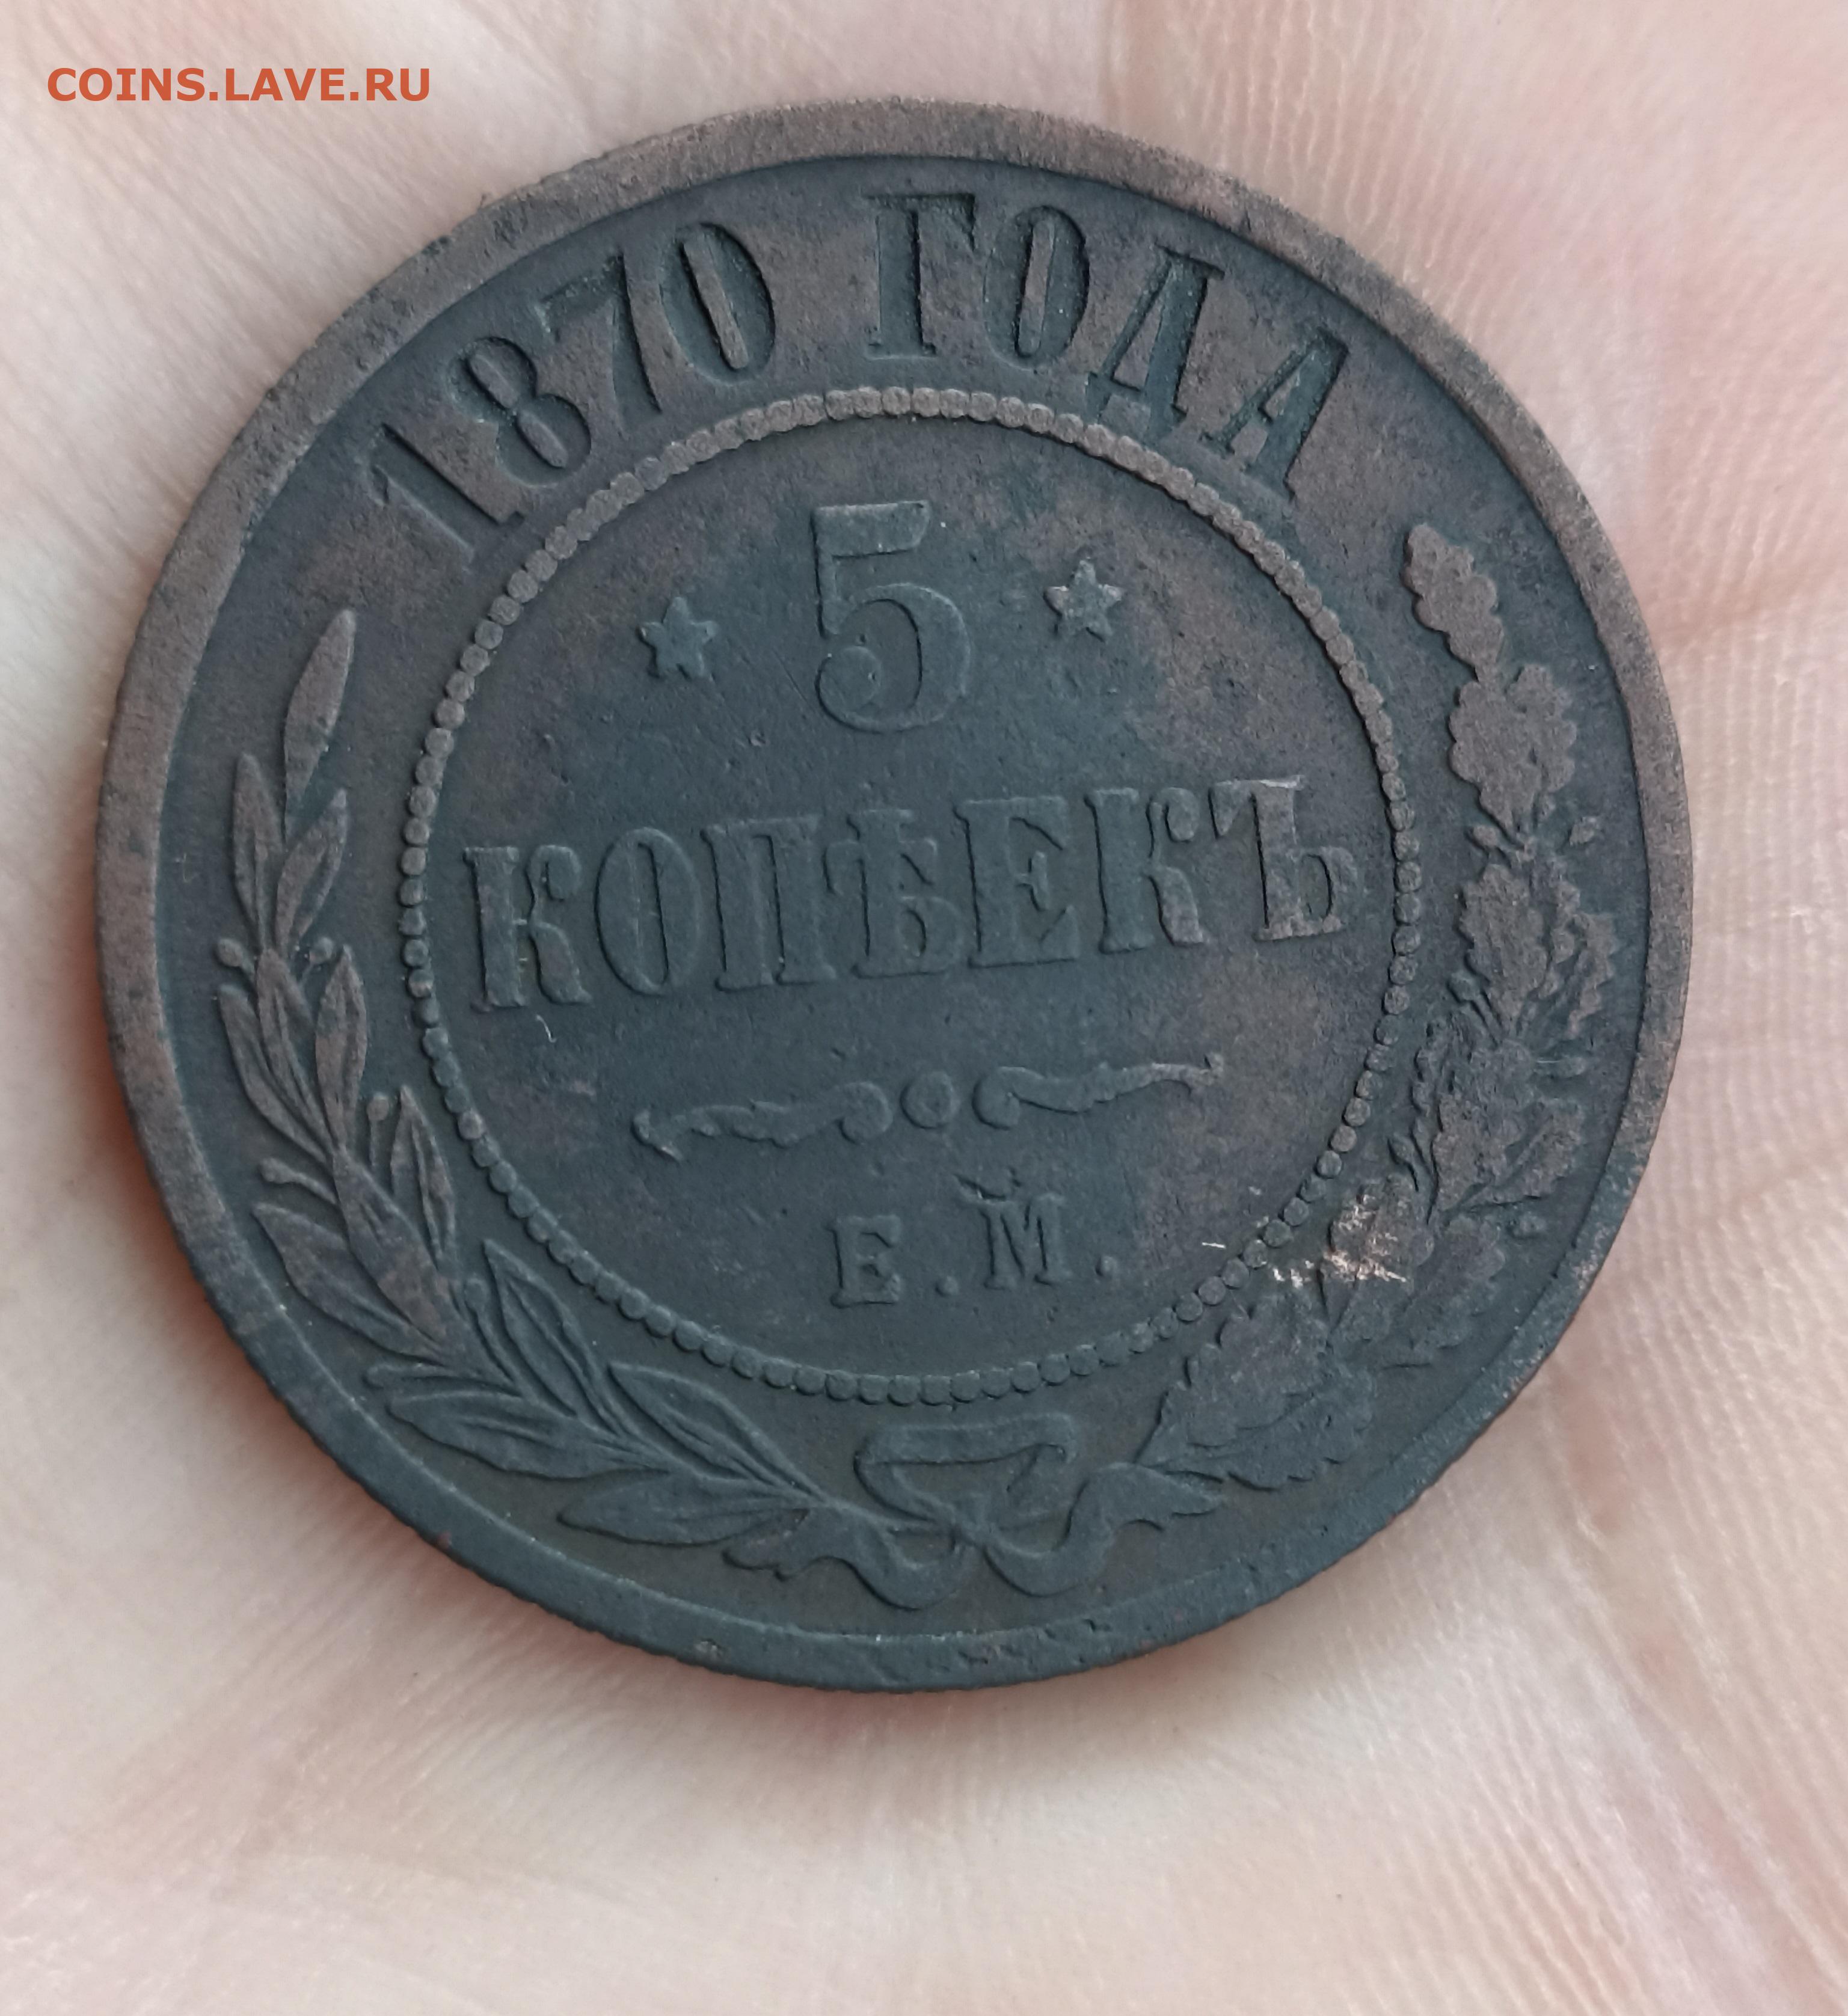 COINS.LAVE.RU
1870 ГОДА
5
КОПѢЕКЪ
Е.М.